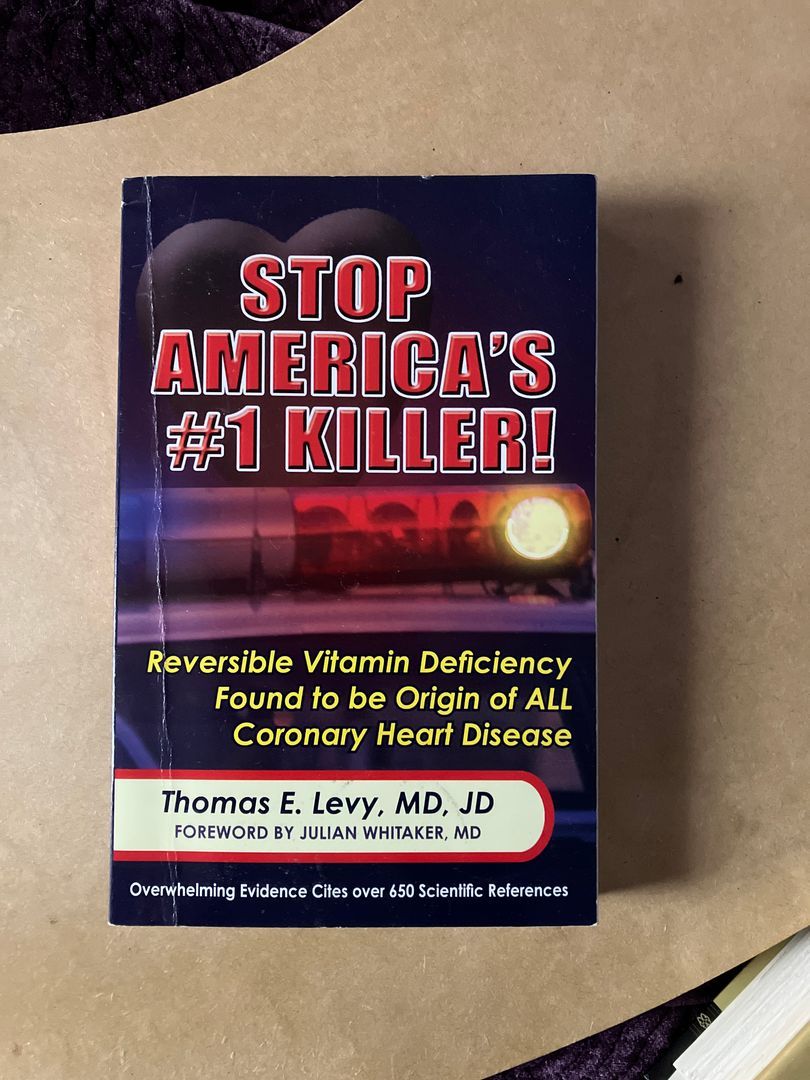 STOP
AMERICA'S
#1 KILLER!
Reversible Vitamin Deficiency
Found to be Origin of ALL
Coronary Heart Disease
Thomas E. Levy, MD, JD
FOREWORD BY JULIAN WHITAKER, MD
Overwhelming Evidence Cites over 650 Scientific References